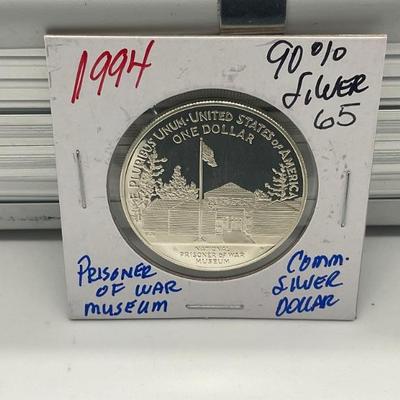 1994
90% SILVER 65
E PLURIBUS UNUM · UNITED STATES OF AMERICA
ONE DOLLAR
NATIONAL
PRISONER OF WAR
MUSEUM
PRISONER
OF WAR
MUSEUM
COMM.
SILVER
DOLLAR